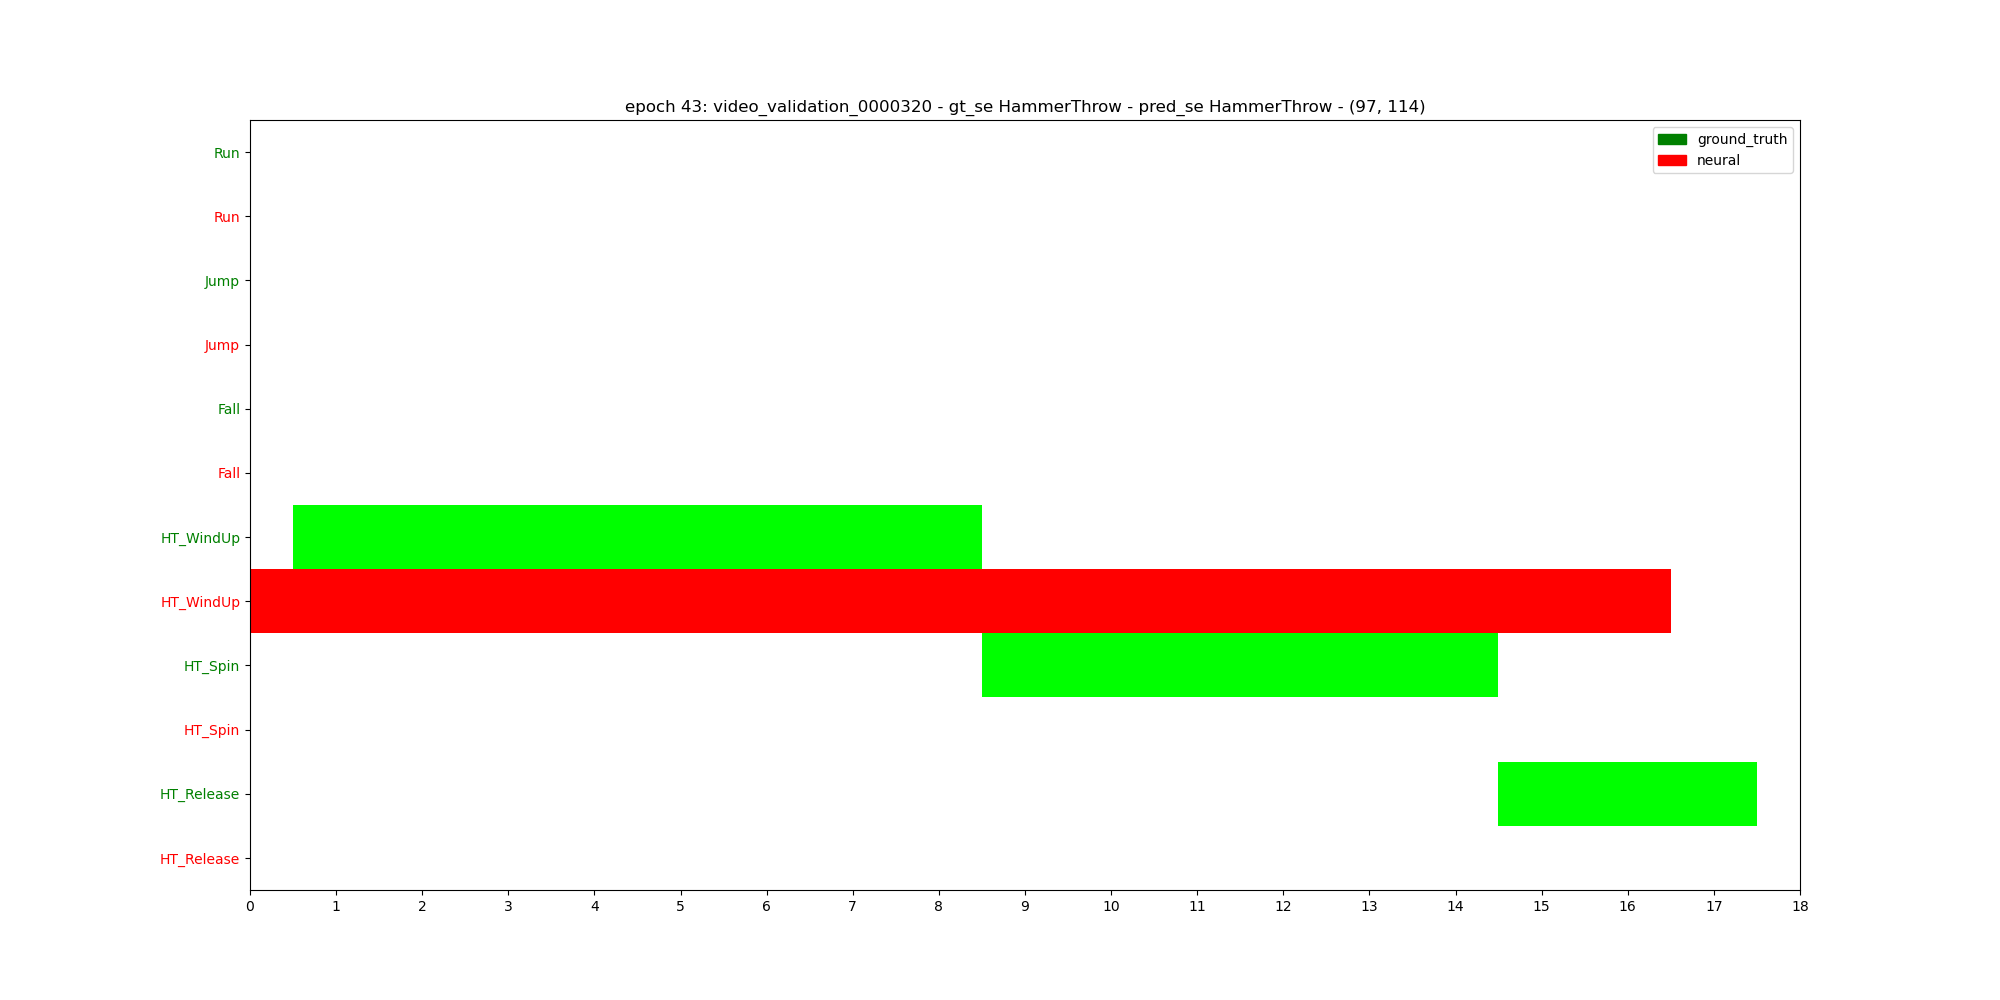 epoch 43: video_validation_0000320 - gt_se HammerThrow - pred_se HammerThrow - (97, 114)
ground_truth
neural
Run
Run
Jump
Jump
Fall
Fall
HT_WindUp
HT_WindUp
HT_Spin
HT_Spin
HT_Release
HT_Release
0 1 2 3 4 5 6 7 8 9 10 11 12 13 14 15 16 17 18